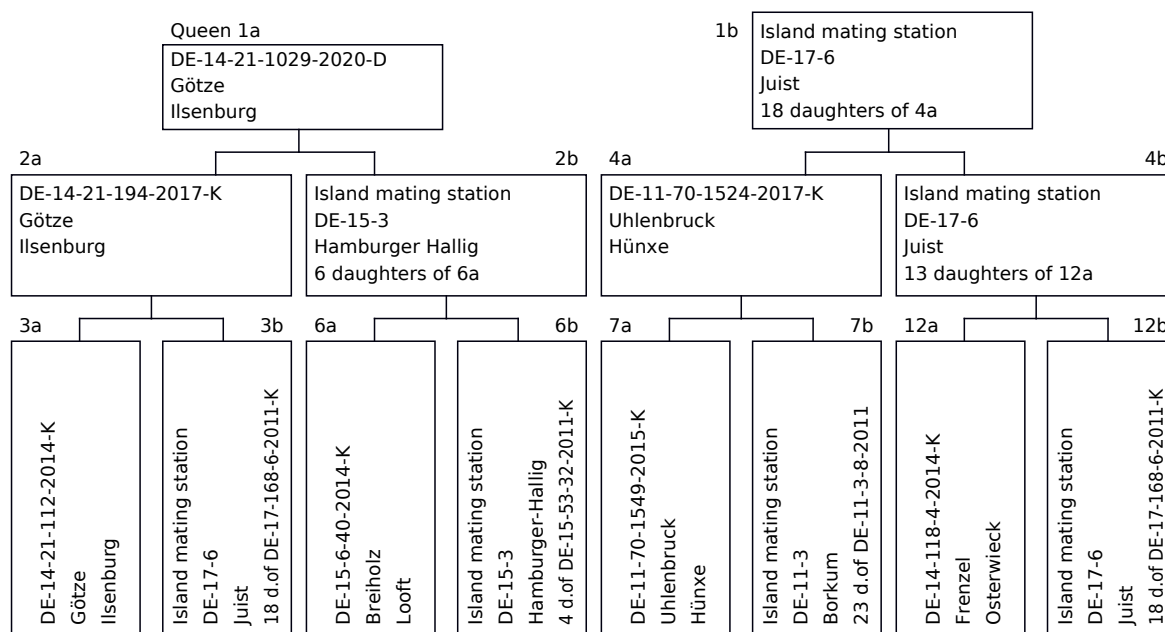 Queen 1a
DE-14-21-1029-2020-D
Götze
Ilsenburg
1b
Island mating station
DE-17-6
Juist
18 daughters of 4a
2a
DE-14-21-194-2017-K
Götze
Ilsenburg
2b
Island mating station
DE-15-3
Hamburger Hallig
6 daughters of 6a
4a
DE-11-70-1524-2017-K
Uhlenbruck
Hünxe
4b
Island mating station
DE-17-6
Juist
13 daughters of 12a
3a
DE-14-21-112-2014-K
Götze
Ilsenburg
3b
Island mating station
DE-17-6
Juist
18 d.of DE-17-168-6-2011-K
6a
DE-15-6-40-2014-K
Breiholz
Looft
6b
Island mating station
DE-15-3
Hamburger-Hallig
4 d.of DE-15-53-32-2011-K
7a
DE-11-70-1549-2015-K
Uhlenbruck
Hünxe
7b
Island mating station
DE-11-3
Borkum
23 d.of DE-11-3-8-2011
12a
DE-14-118-4-2014-K
Frenzel
Osterwieck
12b
Island mating station
DE-17-6
Juist
18 d.of DE-17-168-6-2011-K